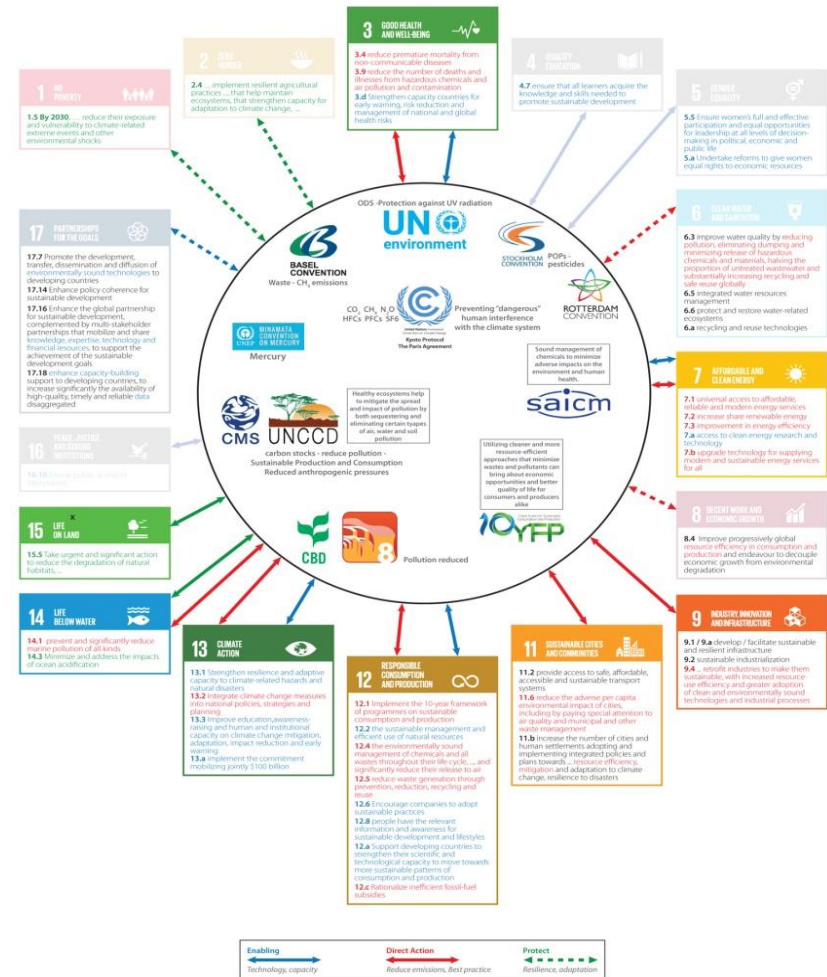 3 GOOD HEALTH
AND WELL-BEING
3.4 reduce premature mortality from
non-communicable diseases
3.9 reduce the number of deaths and
illnesses from hazardous chemicals and
air pollution and contamination
3.d Strengthen capacity countries for
early warning, risk reduction and
management of national and global
health risks
2 ZERO
HUNGER
2.4 ... implement resilient agricultural
practices ..., that help maintain
ecosystems, that strengthen capacity for
adaptation to climate change, ...
4 QUALITY
EDUCATION
4.7 ensure that all learners acquire the
knowledge and skills needed to
promote sustainable development
1 NO
POVERTY
1.5 By 2030, .... reduce their exposure
and vulnerability to climate-related
extreme events and other
environmental shocks
5 GENDER
EQUALITY
5.5 Ensure women's full and effective
participation and equal opportunities
for leadership at all levels of decision-
making in political, economic and
public life
5.a Undertake reforms to give women
equal rights to economic resources
17 PARTNERSHIPS
FOR THE GOALS
17.7 Promote the development,
transfer, dissemination and diffusion of
environmentally sound technologies to
developing countries
17.14 Enhance policy coherence for
sustainable development
17.16 Enhance the global partnership
for sustainable development,
complemented by multi-stakeholder
partnerships that mobilize and share
knowledge, expertise, technology and
financial resources, to support the
achievement of the sustainable
development goals
17.18 enhance capacity-building
support to developing countries, to
increase significantly the availability of
high-quality, timely and reliable data
disaggregated
6 CLEAN WATER
AND SANITATION
6.3 improve water quality by reducing
pollution, eliminating dumping and
minimizing release of hazardous
chemicals and materials, halving the
proportion of untreated wastewater and
substantially increasing recycling and
safe reuse globally
6.5 integrated water resources
management
6.6 protect and restore water-related
ecosystems
6.a recycling and reuse technologies
ODS -Protection against UV radiation
UN
environment
BASEL
CONVENTION
Waste - CH4 emissions
STOCKHOLM
CONVENTION
POPs -
pesticides
ROTTERDAM
CONVENTION
CO2 CH4 N2O
HFCs PFCs SF6
Kyoto Protocol
The Paris Agreement
Preventing "dangerous"
human interference
with the climate system
UNEP
MINAMATA
CONVENTION
ON MERCURY
Mercury
Sound management of
chemicals to minimize
adverse impacts on the
environment and human
health.
saicm
Healthy ecosystems help
to mitigate the spread
and impact of pollution by
both sequestering and
eliminating certain tyapes
of air, water and soil
pollution
CMS
UNCCD
carbon stocks - reduce pollution -
Sustainable Production and Consumption
Reduced anthropogenic pressures
Utilizing cleaner and more
resource-efficient
approaches that minimize
wastes and pollutants can
bring about economic
opportunities and better
quality of life for
consumers and producers
alike
10YFP
CBD
8
Pollution reduced
7 AFFORDABLE AND
CLEAN ENERGY
7.1 universal access to affordable,
reliable and modern energy services
7.2 increase share renewable energy
7.3 improvement in energy efficiency
7.a access to clean energy research and
technology
7.b upgrade technology for supplying
modern and sustainable energy services
for all
16 PEACE, JUSTICE
AND STRONG
INSTITUTIONS
8 DECENT WORK AND
ECONOMIC GROWTH
8.4 Improve progressively global
resource efficiency in consumption and
production and endeavour to decouple
economic growth from environmental
degradation
x
15 LIFE
ON LAND
15.5 Take urgent and significant action
to reduce the degradation of natural
habitats, ...
14 LIFE
BELOW WATER
14.1 prevent and significantly reduce
marine pollution of all kinds
14.3 Minimize and address the impacts
of ocean acidification
13 CLIMATE
ACTION
13.1 Strengthen resilience and adaptive
capacity to climate-related hazards and
natural disasters
13.2 Integrate climate change measures
into national policies, strategies and
planning
13.3 Improve education,awareness-
raising and human and institutional
capacity on climate change mitigation,
adaptation, impact reduction and early
warning
13.a implement the commitment
mobilizing jointly $100 billion
12 RESPONSIBLE
CONSUMPTION
AND PRODUCTION
12.1 Implement the 10-year framework
of programmes on sustainable
consumption and production
12.2 the sustainable management and
efficient use of natural resources
12.4 the environmentally sound
management of chemicals and all
wastes throughout their life cycle, ..., and
significantly reduce their release to air
12.5 reduce waste generation through
prevention, reduction, recycling and
reuse
12.6 Encourage companies to adopt
sustainable practices
12.8 people have the relevant
information and awareness for
sustainable development and lifestyles
12.a Support developing countries to
strengthen their scientific and
technological capacity to move towards
more sustainable patterns of
consumption and production
12.c Rationalize inefficient fossil-fuel
subsidies
11 SUSTAINABLE CITIES
AND COMMUNITIES
11.2 provide access to safe, affordable,
accessible and sustainable transport
systems
11.6 reduce the adverse per capita
environmental impact of cities,
including by paying special attention to
air quality and municipal and other
waste management
11.b increase the number of cities and
human settlements adopting and
implementing integrated policies and
plans towards ... resource efficiency,
mitigation and adaptation to climate
change, resilience to disasters
9 INDUSTRY, INNOVATION
AND INFRASTRUCTURE
9.1 / 9.a develop / facilitate sustainable
and resilient infrastructure
9.2 sustainable industrialization
9.4 ... retrofit industries to make them
sustainable, with increased resource-
use efficiency and greater adoption
of clean and environmentally sound
technologies and industrial processes
Enabling
Technology, capacity
Direct Action
Reduce emissions, Best practice
Protect
Resilience, adaptation